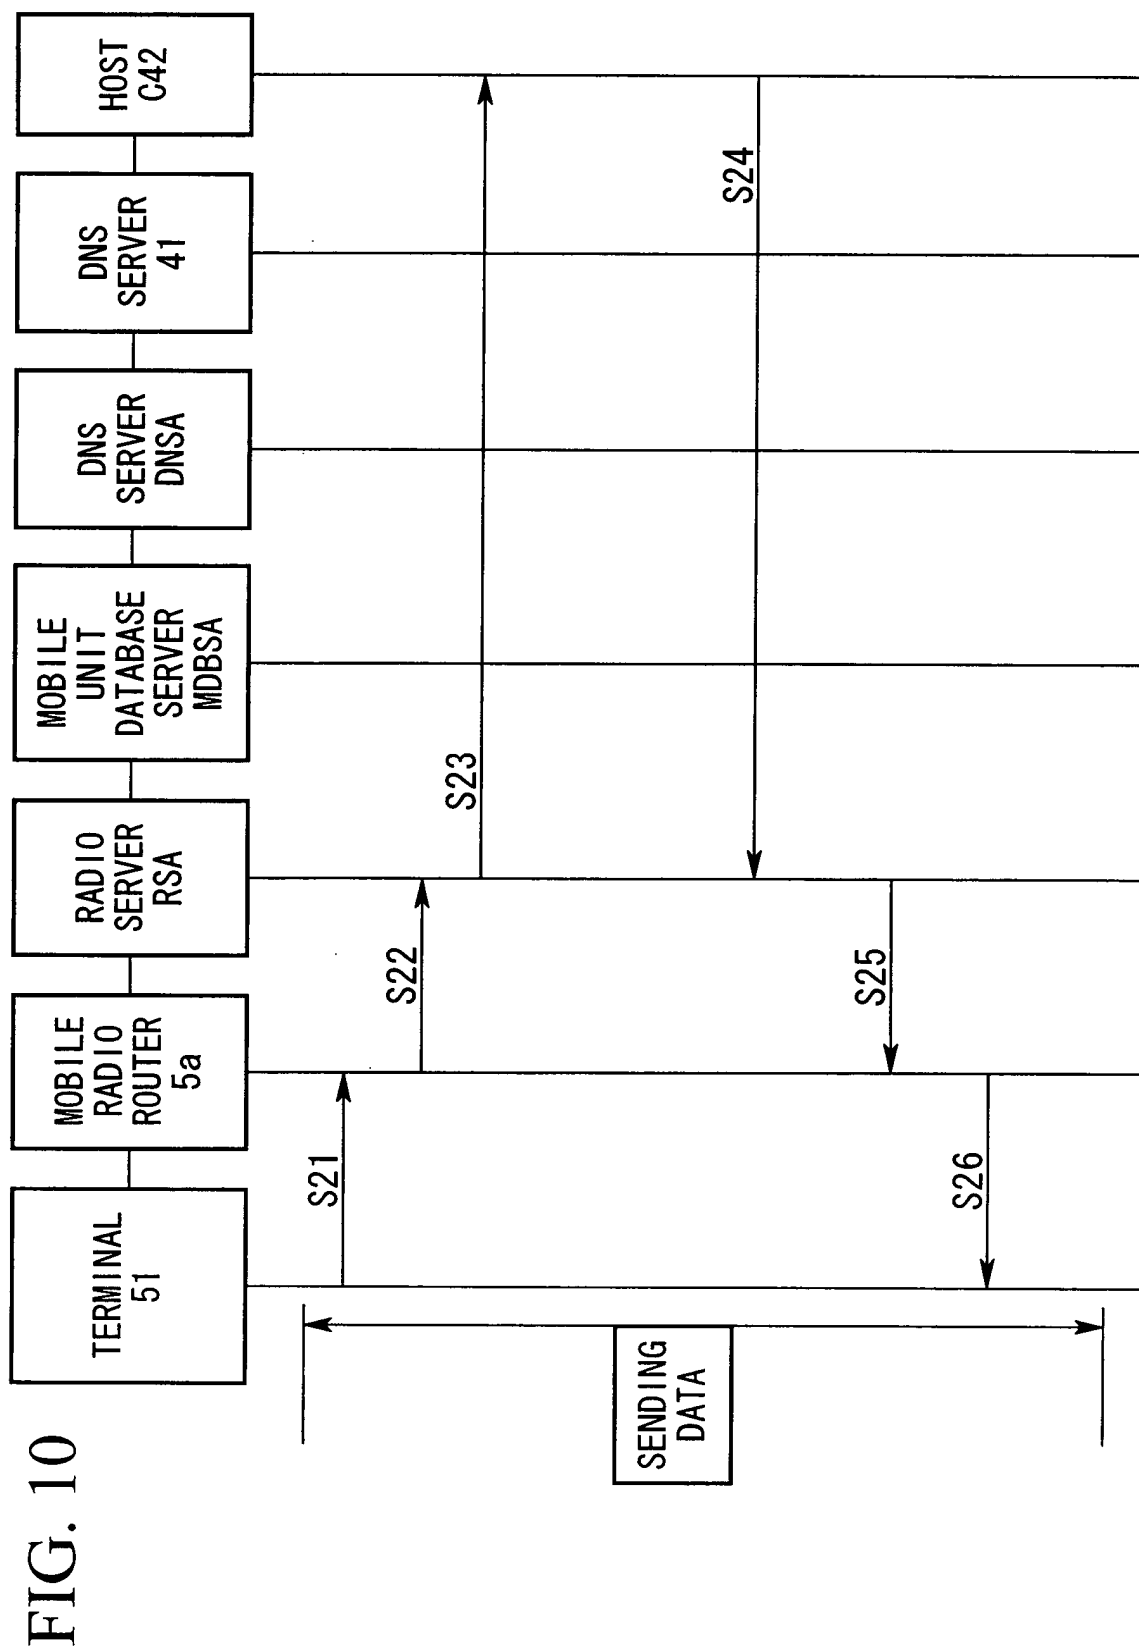 FIG. 10
TERMINAL
51
MOBILE
RADIO
ROUTER
5a
RADIO
SERVER
RSA
MOBILE
UNIT
DATABASE
SERVER
MDBSA
DNS
SERVER
DNSA
DNS
SERVER
41
HOST
C42
S21
S22
S23
S24
S25
S26
SENDING
DATA